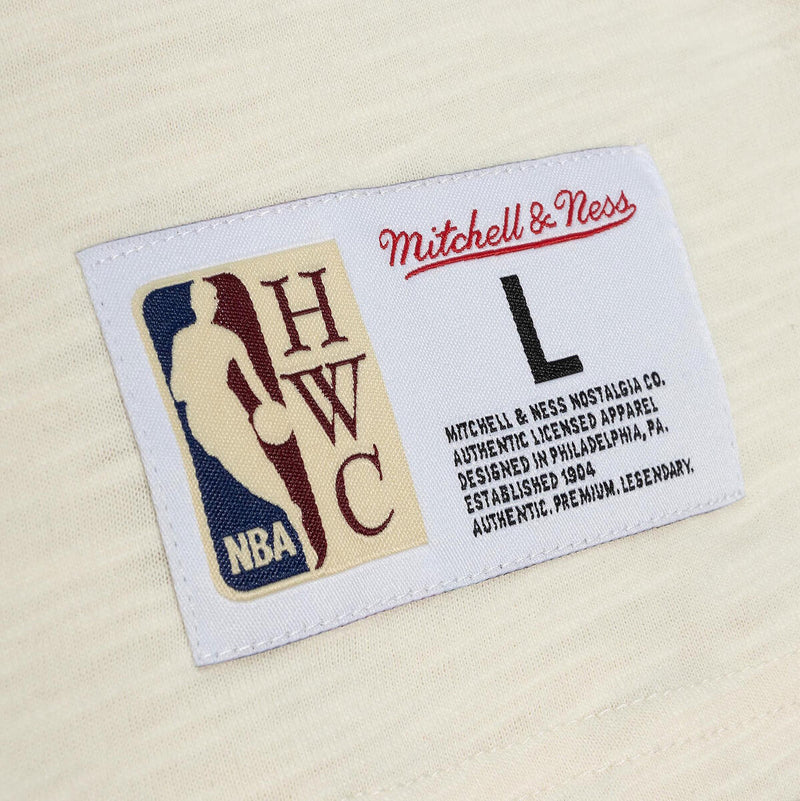 H
W
C
NBA
Mitchell & Ness
L
MITCHELL & NESS NOSTALGIA CO.
AUTHENTIC LICENSED APPAREL
DESIGNED IN PHILADELPHIA, PA.
ESTABLISHED 1904
AUTHENTIC. PREMIUM. LEGENDARY.